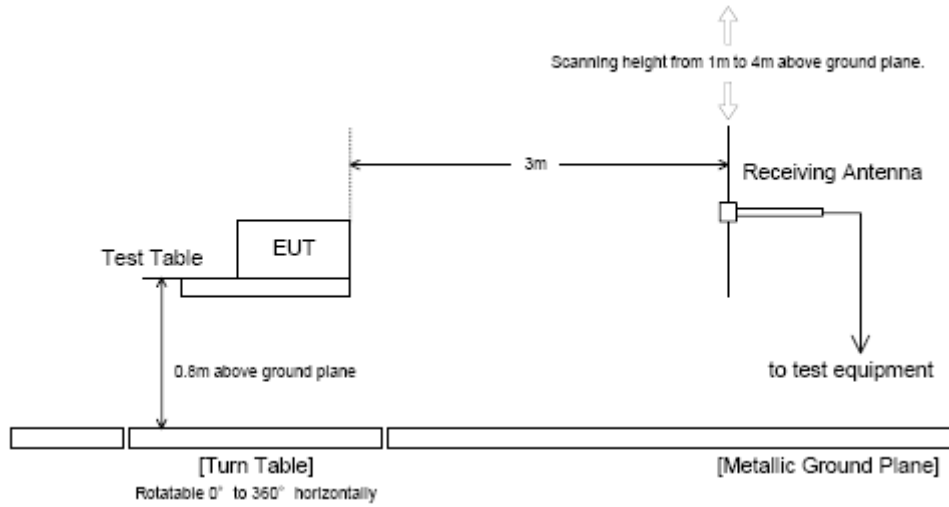 Scanning height from 1m to 4m above ground plane.
3m
Receiving Antenna
EUT
Test Table
0.8m above ground plane
to test equipment
[Turn Table]
[Metallic Ground Plane]
Rotatable 0° to 360° horizontally